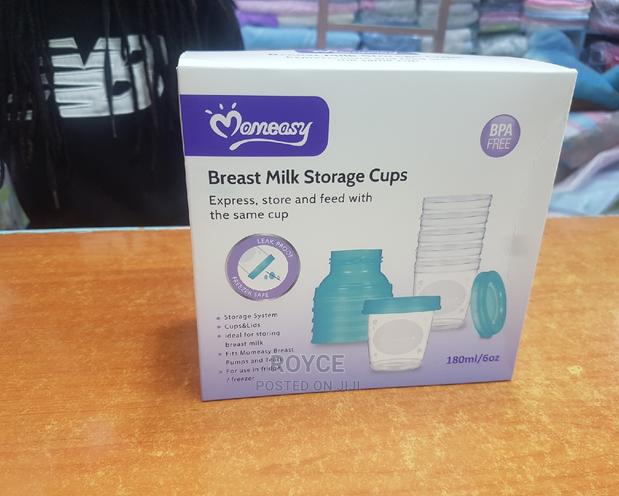 Momeasy
BPA
FREE
Breast Milk Storage Cups
Express, store and feed with
the same cup
LEAK PROOF
FREEZER SAFE
Storage System
Cups&Lids
ideal for storing
breast milk
Fits Momeasy Breast
Pumps and Teats
For use in fridge
/ freezer
180ml/6oz
ROYCE
POSTED ON JIJI